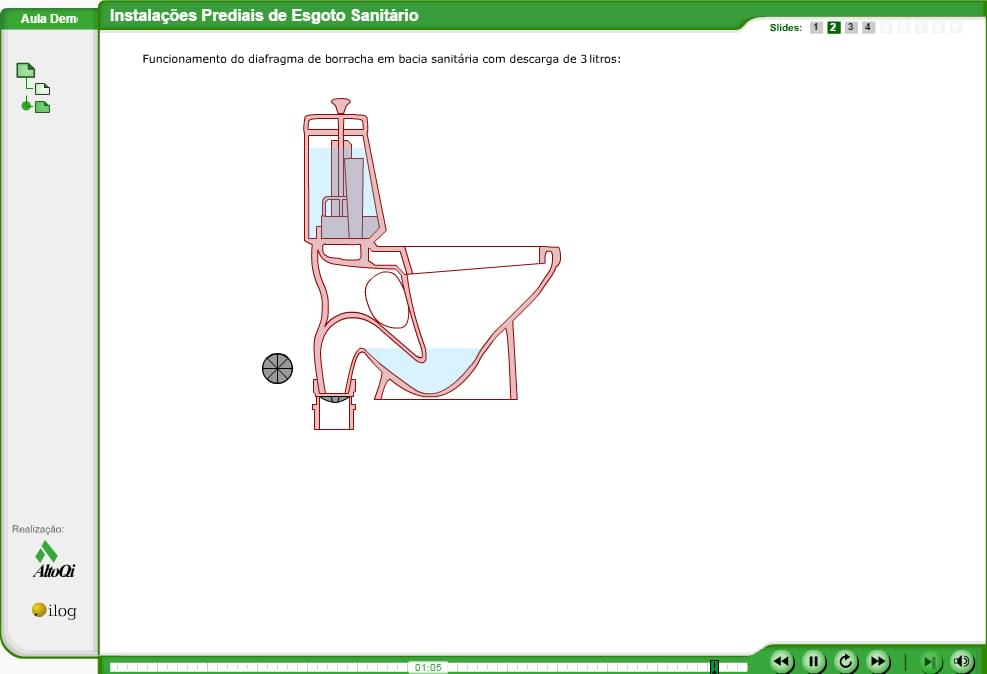 Aula Dem
Instalações Prediais de Esgoto Sanitário
Slides: 1 2 3 4
Funcionamento do diafragma de borracha em bacia sanitária com descarga de 3 litros:
Realização:
AltoQi
ilog
01:05